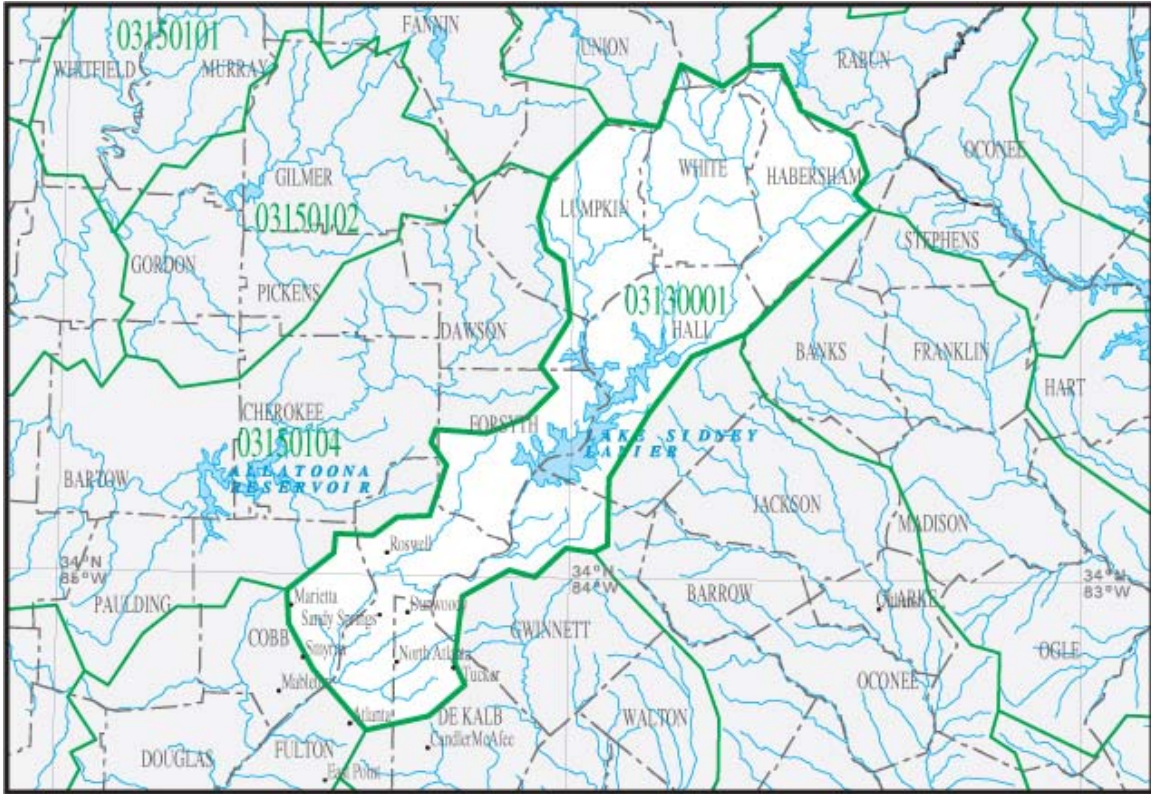 03150101
FANNIN
UNION
RABUN
WHITFIELD
MURRAY
OCONEE
GILMER
WHITE
HABERSHAM
LUMPKIN
03150102
STEPHENS
GORDON
PICKENS
03130001
DAWSON
HALL
BANKS
FRANKLIN
HART
CHEROKEE
FORSYTH
03150104
LAKE SIDNEY
LANIER
ALLATOONA
RESERVOIR
BARTOW
JACKSON
MADISON
Roswell
34°N
85°W
34°N
84°W
34°N
83°W
PAULDING
Marietta
Sandy Springs
Dunwoody
BARROW
CLARKE
COBB
GWINNETT
Smyrna
North Atlanta
Tucker
OGLE
Mableton
OCONEE
Atlanta
DE KALB
WALTON
CandlerMcAfee
DOUGLAS
FULTON
East Point